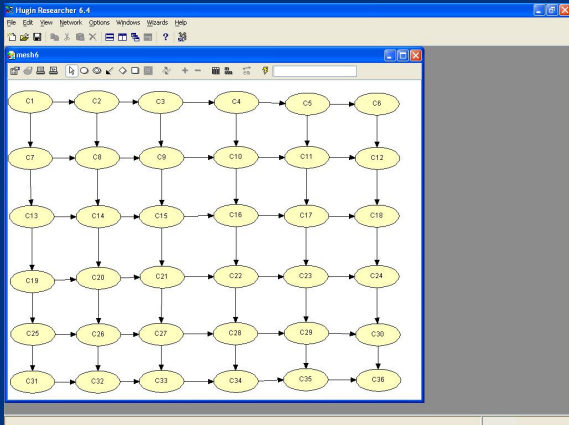 Hugin Researcher 6.4
File Edit View Network Options Windows Wizards Help
mesh6
C1 C2 C3 C4 C5 C6
C7 C8 C9 C10 C11 C12
C13 C14 C15 C16 C17 C18
C19 C20 C21 C22 C23 C24
C25 C26 C27 C28 C29 C30
C31 C32 C33 C34 C35 C36